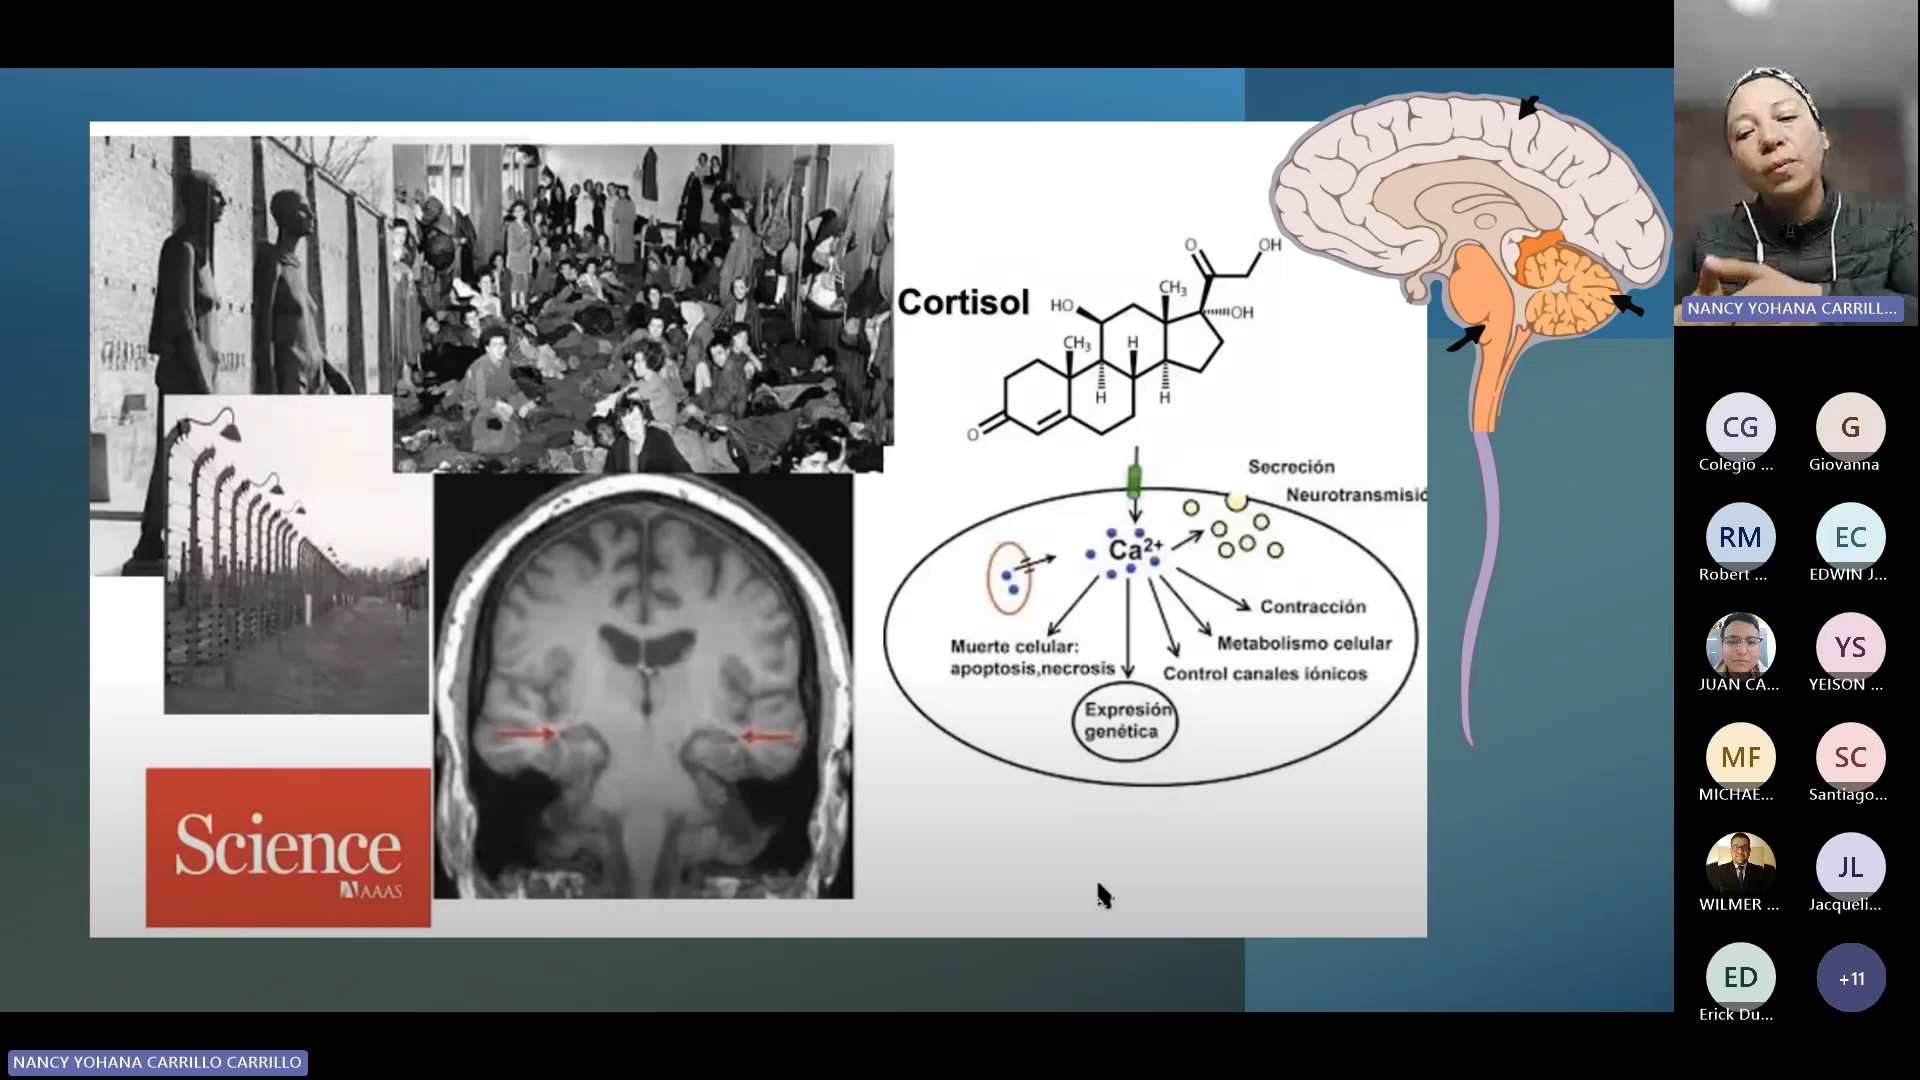 Cortisol
O
OH
CH₃
HO
OH
CH₃
H
H
H
O
Secreción
Neurotransmisió
Ca²⁺
Contracción
Muerte celular:
apoptosis,necrosis
Metabolismo celular
Control canales iónicos
Expresión
genética
Science
AAAS
NANCY YOHANA CARRILL...
CG
Colegio ...
G
Giovanna
RM
Robert ...
EC
EDWIN J...
JUAN CA...
YS
YEISON ...
MF
MICHAE...
SC
Santiago...
WILMER ...
JL
Jacqueli...
ED
Erick Du...
+11
NANCY YOHANA CARRILLO CARRILLO